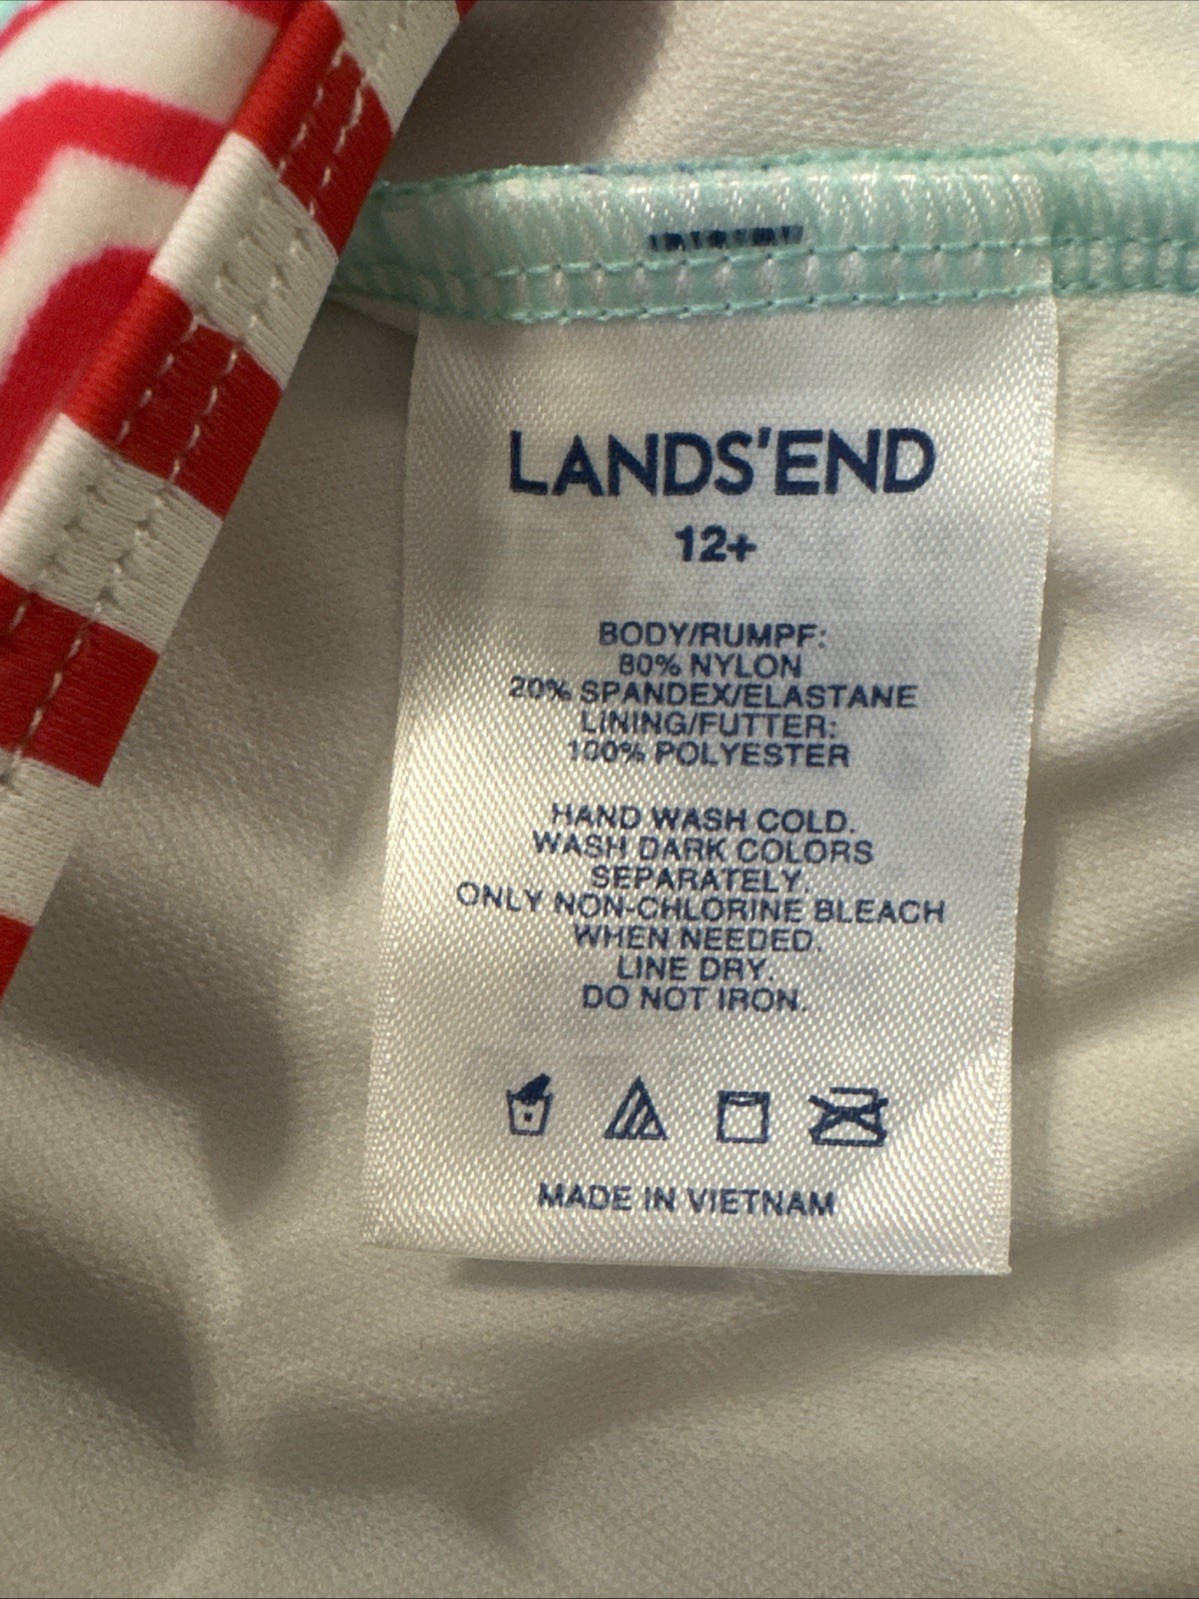 LANDS'END
12+
BODY/RUMPF:
80% NYLON
20% SPANDEX/ELASTANE
LINING/FUTTER:
100% POLYESTER
HAND WASH COLD.
WASH DARK COLORS
SEPARATELY.
ONLY NON-CHLORINE BLEACH
WHEN NEEDED.
LINE DRY.
DO NOT IRON.
MADE IN VIETNAM